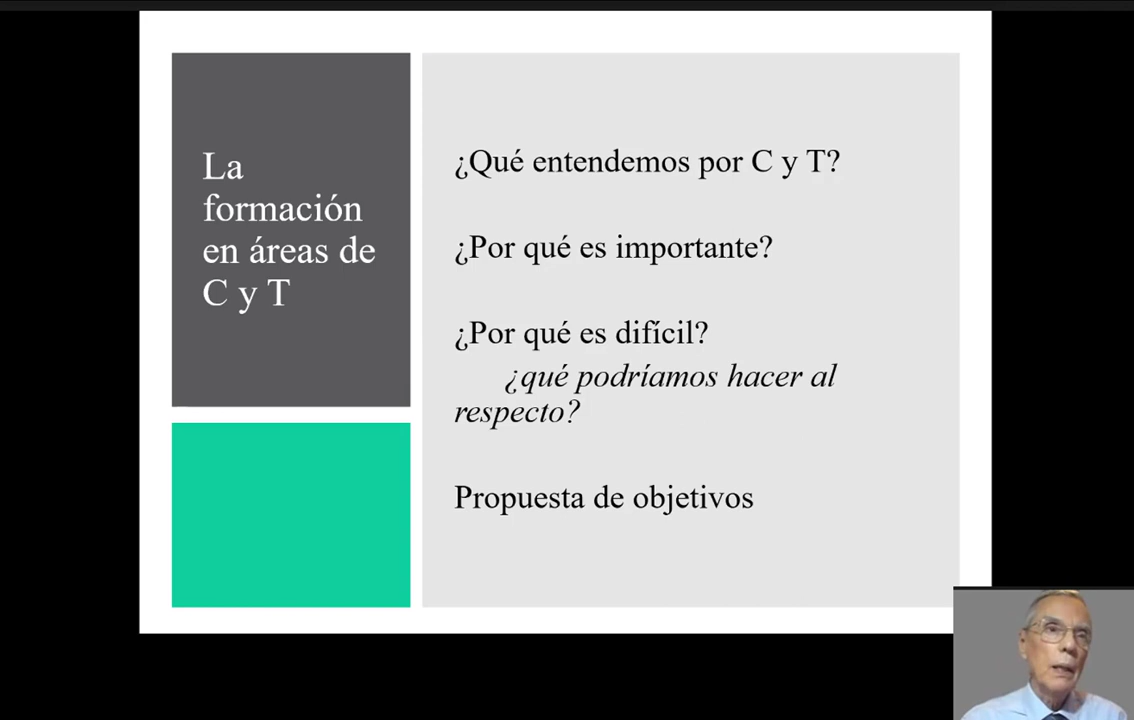 La
formación
en áreas de
C y T
¿Qué entendemos por C y T?
¿Por qué es importante?
¿Por qué es difícil?
¿qué podríamos hacer al
respecto?
Propuesta de objetivos